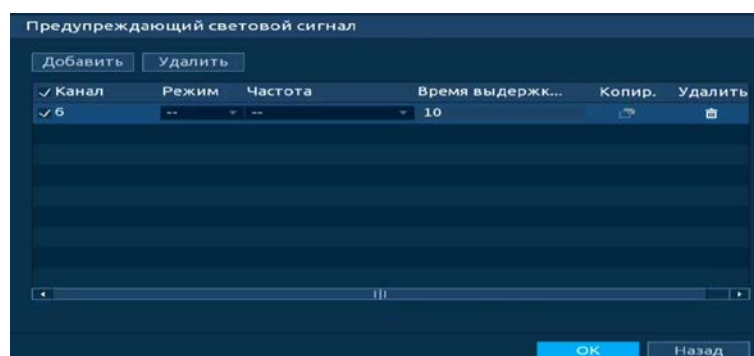 Предупреждающий световой сигнал
Добавить Удалить
Канал Режим Частота Время выдержк... Копир. Удалить
6 -- -- 10
OK Назад